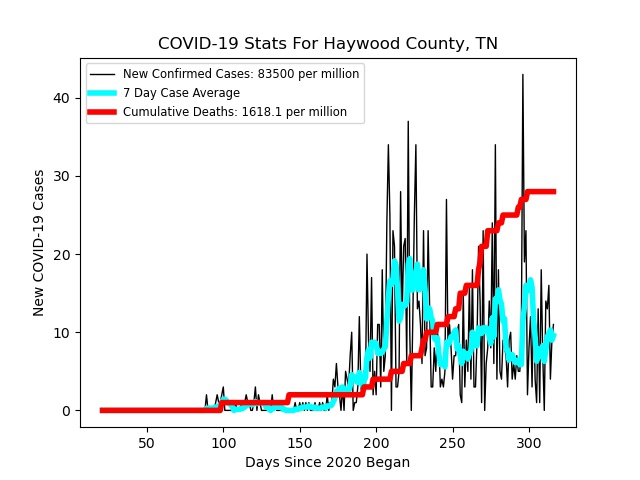 COVID-19 Stats For Haywood County, TN
New Confirmed Cases: 83500 per million
7 Day Case Average
Cumulative Deaths: 1618.1 per million
New COVID-19 Cases
40
30
20
10
0
50 100 150 200 250 300
Days Since 2020 Began